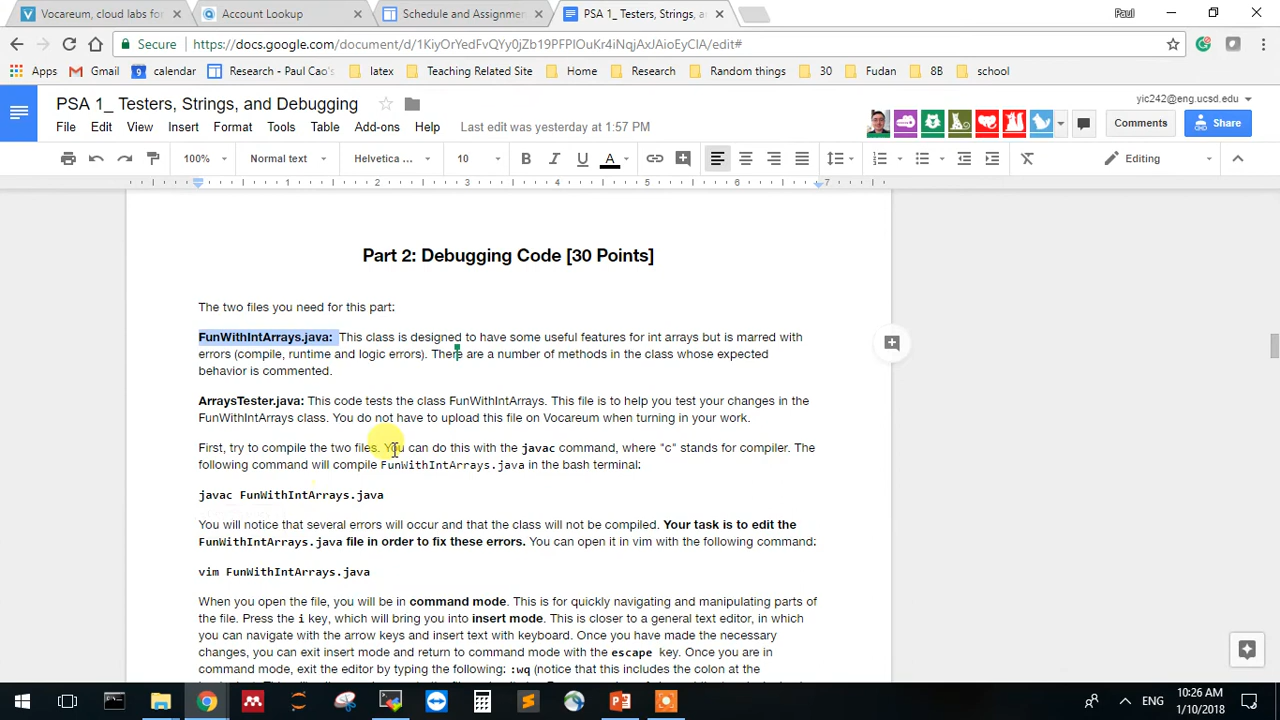 Vocareum, cloud labs for
Account Lookup
Schedule and Assignme
PSA 1_ Testers, Strings, a
Paul
Secure
https://docs.google.com/document/d/1KiyOrYedFvQYg0jZb19PFPlOuKr4iNqjAxJAioEyClA/edit#
Apps
Gmail
calendar
Research - Paul Cao's
latex
Teaching Related Site
Home
Research
Random things
30
Fudan
8B
school
PSA 1_ Testers, Strings, and Debugging
yic242@eng.ucsd.edu
File
Edit
View
Insert
Format
Tools
Table
Add-ons
Help
Last edit was yesterday at 1:57 PM
Comments
Share
100%
Normal text
Helvetica ...
10
B
I
U
A
Editing
1
2
3
4
5
6
7
Part 2: Debugging Code [30 Points]
The two files you need for this part:
FunWithIntArrays.java: This class is designed to have some useful features for int arrays but is marred with
errors (compile, runtime and logic errors). There are a number of methods in the class whose expected
behavior is commented.
ArraysTester.java: This code tests the class FunWithIntArrays. This file is to help you test your changes in the
FunWithIntArrays class. You do not have to upload this file on Vocareum when turning in your work.
First, try to compile the two files. You can do this with the javac command, where "c" stands for compiler. The
following command will compile FunWithIntArrays.java in the bash terminal:
javac FunWithIntArrays.java
You will notice that several errors will occur and that the class will not be compiled. Your task is to edit the
FunWithIntArrays.java file in order to fix these errors. You can open it in vim with the following command:
vim FunWithIntArrays.java
When you open the file, you will be in command mode. This is for quickly navigating and manipulating parts of
the file. Press the i key, which will bring you into insert mode. This is closer to a general text editor, in which
you can navigate with the arrow keys and insert text with keyboard. Once you have made the necessary
changes, you can exit insert mode and return to command mode with the escape key. Once you are in
command mode, exit the editor by typing the following; :wq (notice that this includes the colon at the
ENG
10:26 AM
1/10/2018